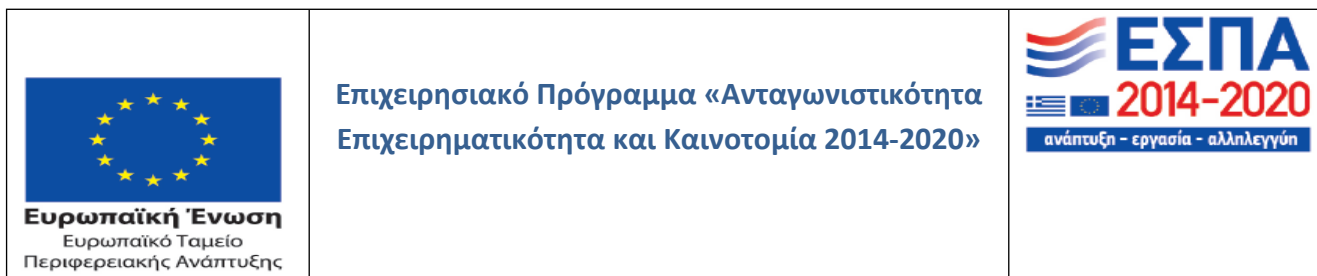 Ευρωπαϊκή Ένωση
Ευρωπαϊκό Ταμείο
Περιφερειακής Ανάπτυξης
Επιχειρησιακό Πρόγραμμα «Ανταγωνιστικότητα
Επιχειρηματικότητα και Καινοτομία 2014-2020»
ΕΣΠΑ
2014-2020
ανάπτυξη - εργασία - αλληλεγγύη